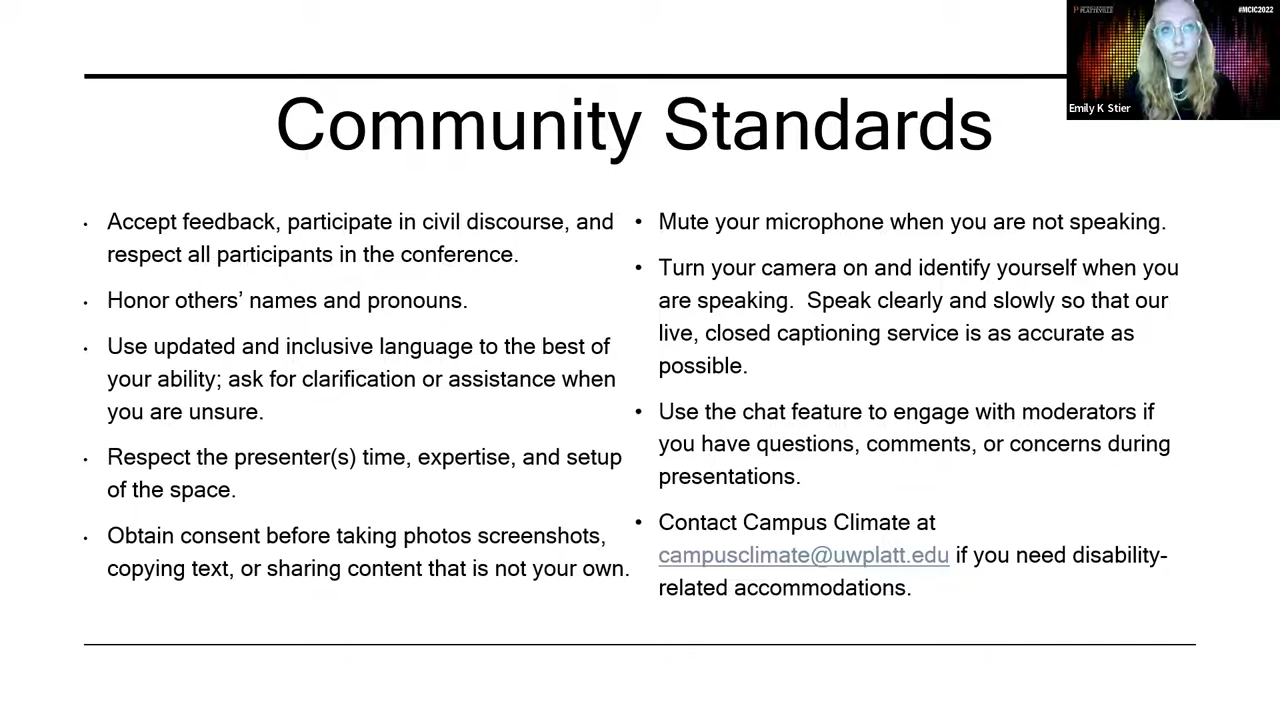 PLATTEVILLE
#MCIC2022
Emily K Stier
Community Standards
• Accept feedback, participate in civil discourse, and
respect all participants in the conference.
• Honor others’ names and pronouns.
• Use updated and inclusive language to the best of
your ability; ask for clarification or assistance when
you are unsure.
• Respect the presenter(s) time, expertise, and setup
of the space.
• Obtain consent before taking photos screenshots,
copying text, or sharing content that is not your own.
• Mute your microphone when you are not speaking.
• Turn your camera on and identify yourself when you
are speaking.  Speak clearly and slowly so that our
live, closed captioning service is as accurate as
possible.
• Use the chat feature to engage with moderators if
you have questions, comments, or concerns during
presentations.
• Contact Campus Climate at
campusclimate@uwplatt.edu if you need disability-
related accommodations.